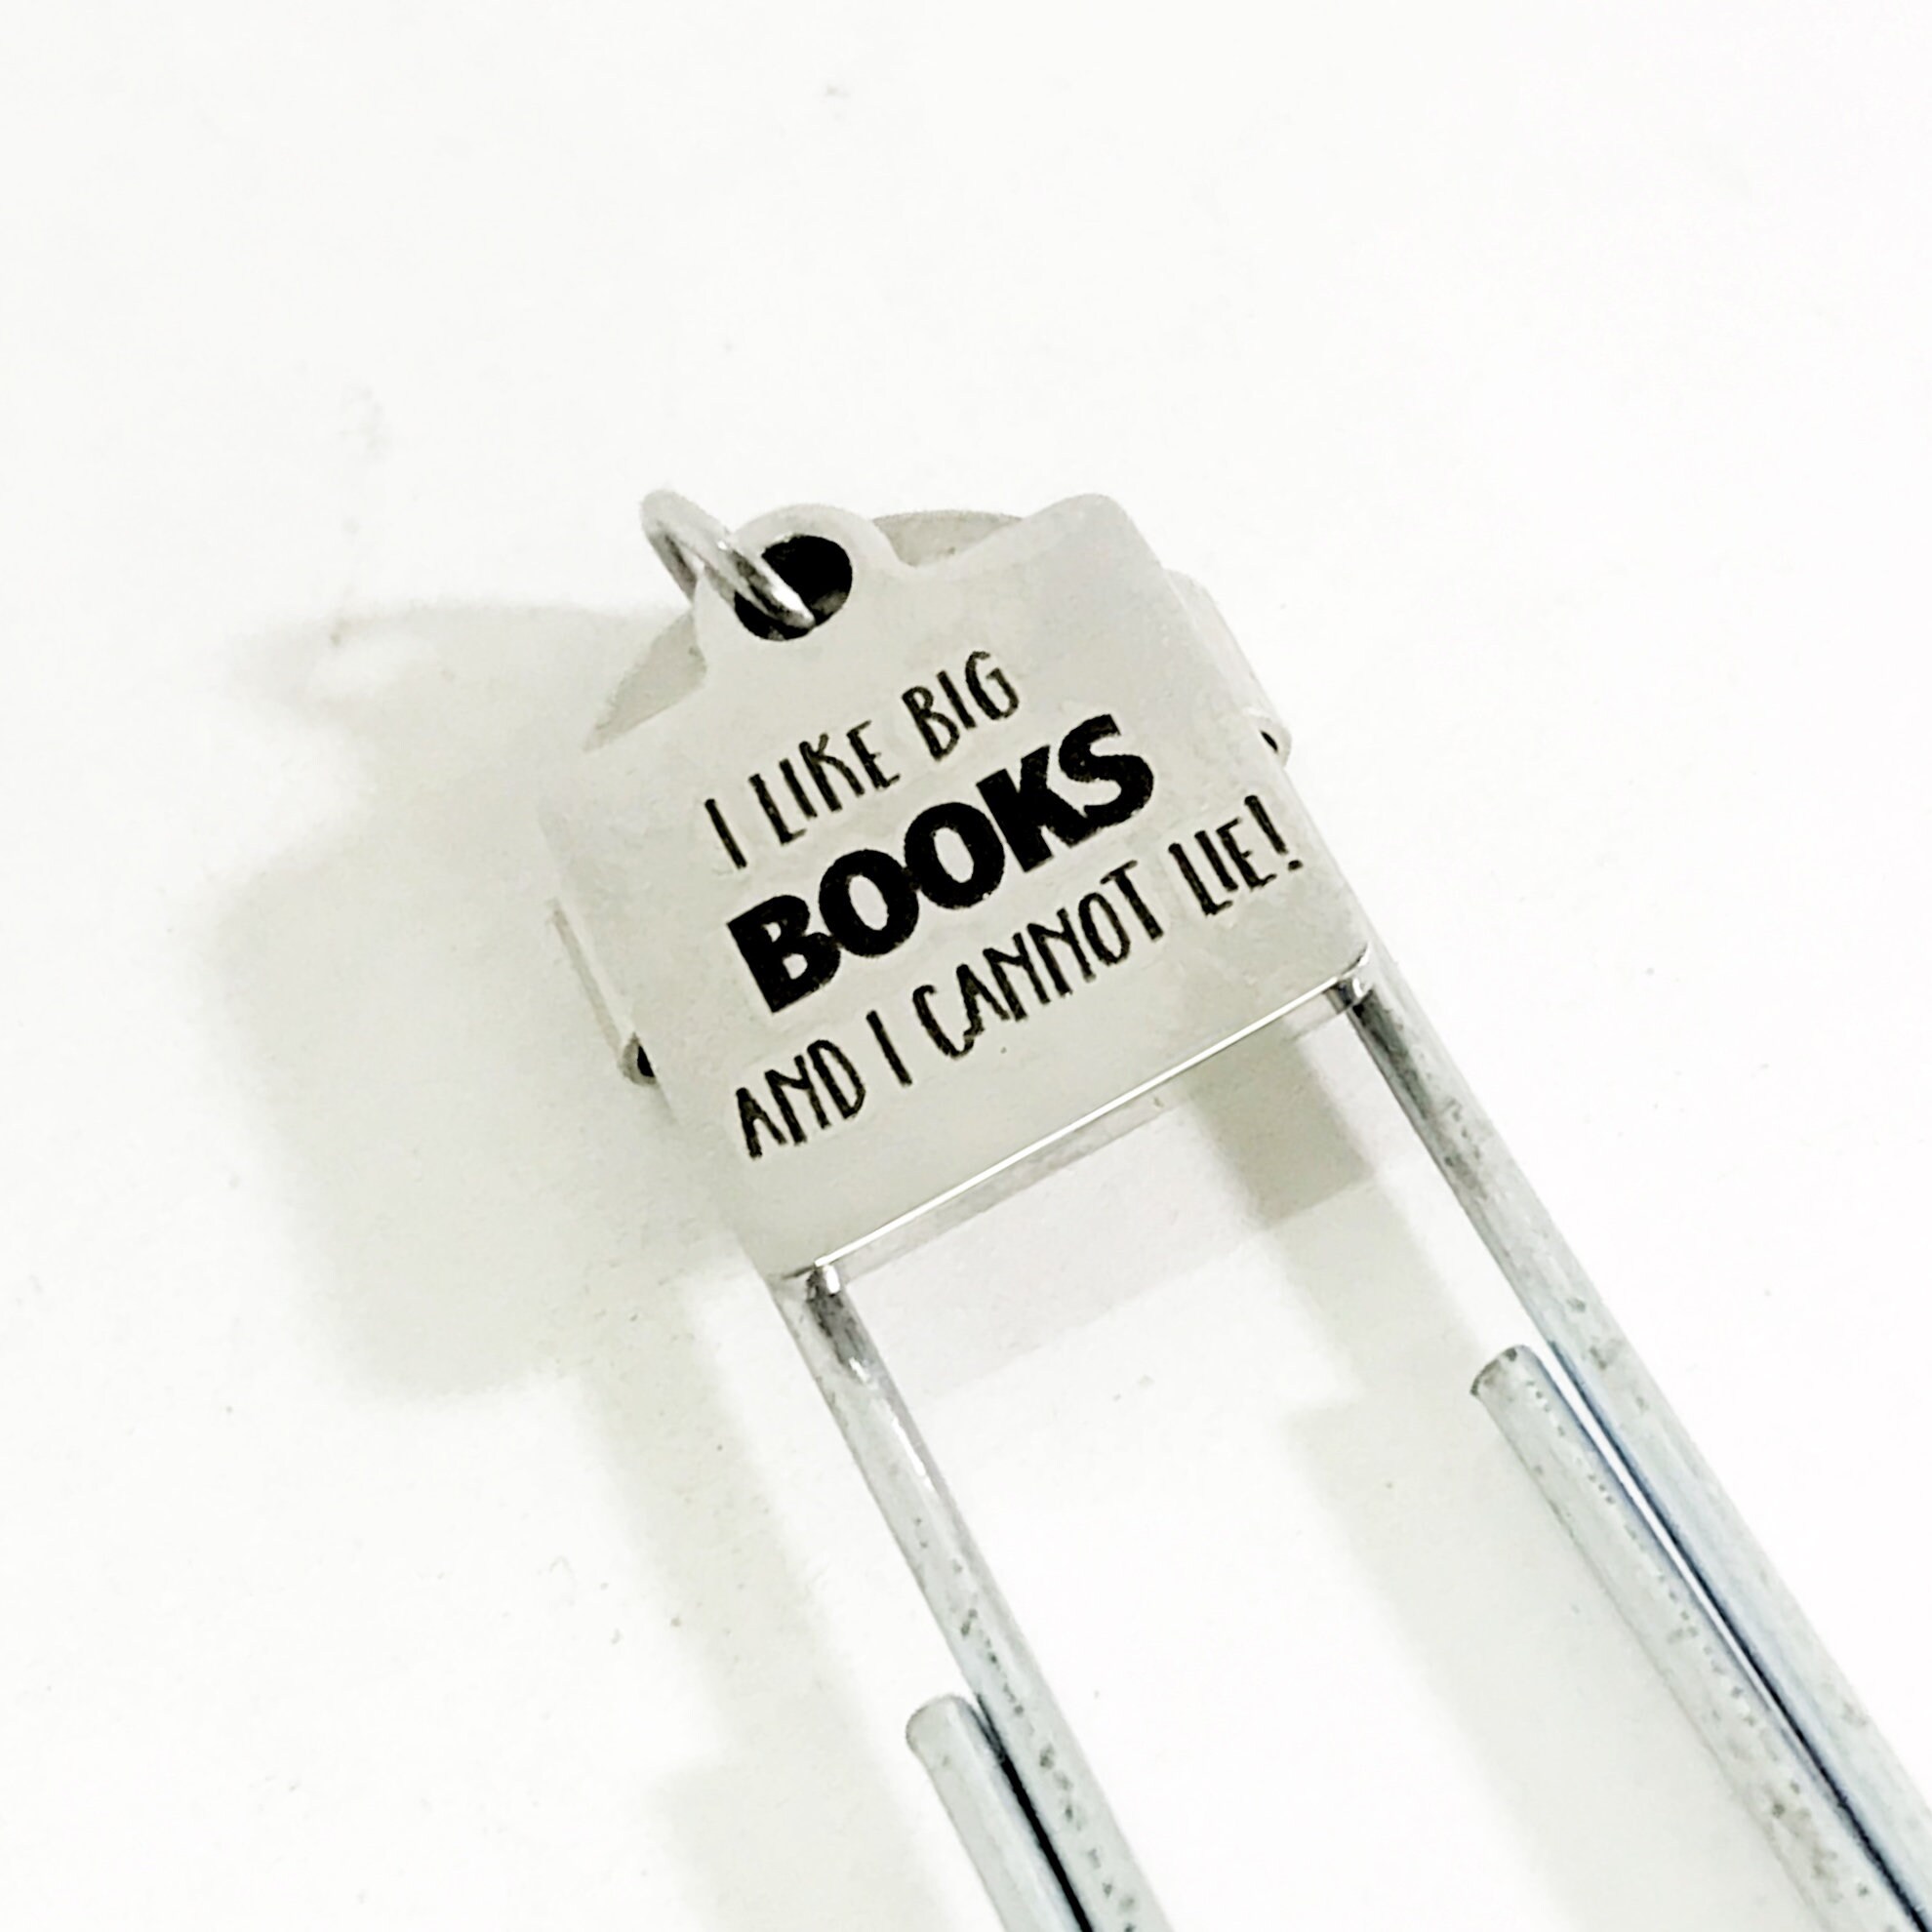 I LIKE BIG
BOOKS
AND I CANNOT LIE!